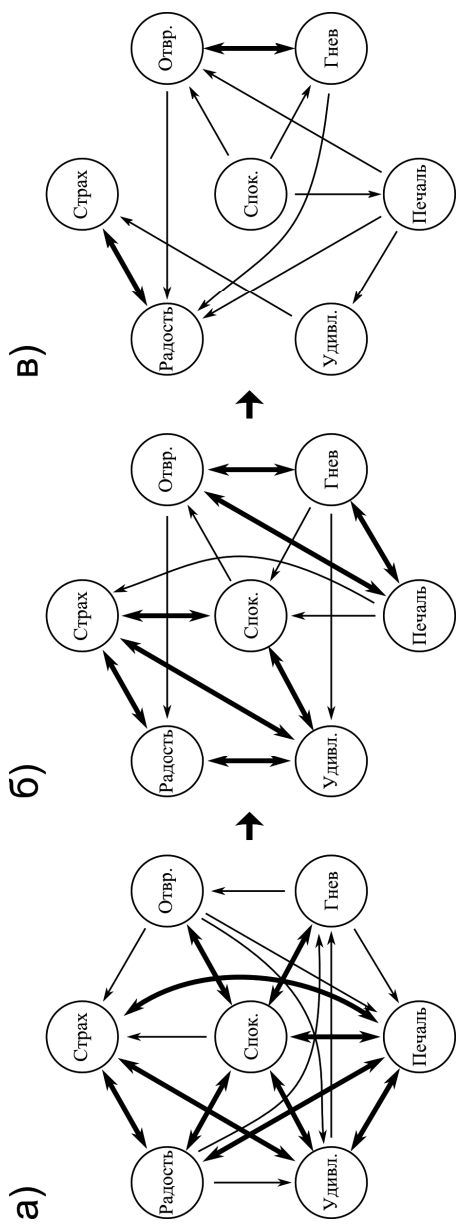 а)
Страх
Радость
Отвр.
Спок.
Удивл.
Гнев
Печаль
б)
Страх
Радость
Отвр.
Спок.
Удивл.
Гнев
Печаль
в)
Страх
Радость
Отвр.
Спок.
Удивл.
Гнев
Печаль